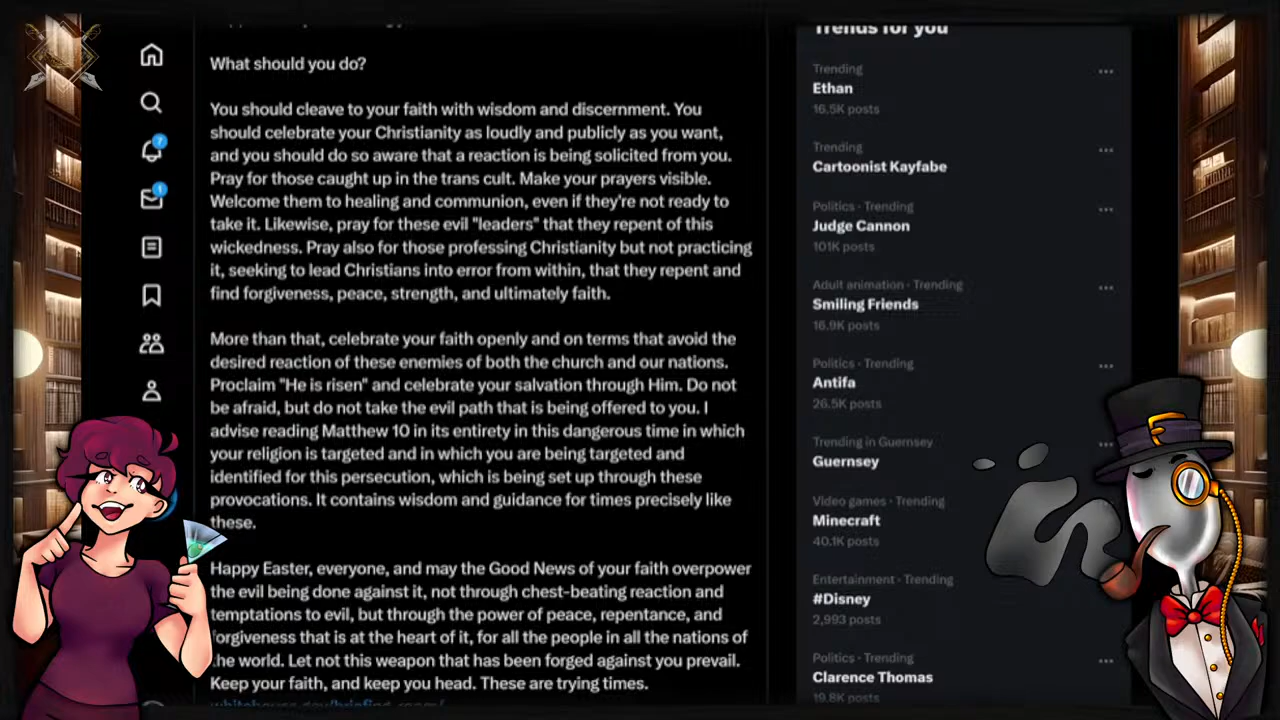 What should you do?
You should cleave to your faith with wisdom and discernment. You
should celebrate your Christianity as loudly and publicly as you want,
and you should do so aware that a reaction is being solicited from you.
Pray for those caught up in the trans cult. Make your prayers visible.
Welcome them to healing and communion, even if they're not ready to
take it. Likewise, pray for these evil "leaders" that they repent of this
wickedness. Pray also for those professing Christianity but not practicing
it, seeking to lead Christians into error from within, that they repent and
find forgiveness, peace, strength, and ultimately faith.
More than that, celebrate your faith openly and on terms that avoid the
desired reaction of these enemies of both the church and our nations.
Proclaim "He is risen" and celebrate your salvation through Him. Do not
be afraid, but do not take the evil path that is being offered to you. I
advise reading Matthew 10 in its entirety in this dangerous time in which
your religion is targeted and in which you are being targeted and
identified for this persecution, which is being set up through these
provocations. It contains wisdom and guidance for times precisely like
these.
Happy Easter, everyone, and may the Good News of your faith overpower
the evil being done against it, not through chest-beating reaction and
temptations to evil, but through the power of peace, repentance, and
forgiveness that is at the heart of it, for all the people in all the nations of
the world. Let not this weapon that has been forged against you prevail.
Keep your faith, and keep you head. These are trying times.
7
1
Trends for you
Trending
Ethan
16.5K posts
Trending
Cartoonist Kayfabe
Politics · Trending
Judge Cannon
101K posts
Adult animation · Trending
Smiling Friends
16.9K posts
Politics · Trending
Antifa
26.5K posts
Trending in Guernsey
Guernsey
Video games · Trending
Minecraft
40.1K posts
Entertainment · Trending
#Disney
2,993 posts
Politics · Trending
Clarence Thomas
19.8K posts